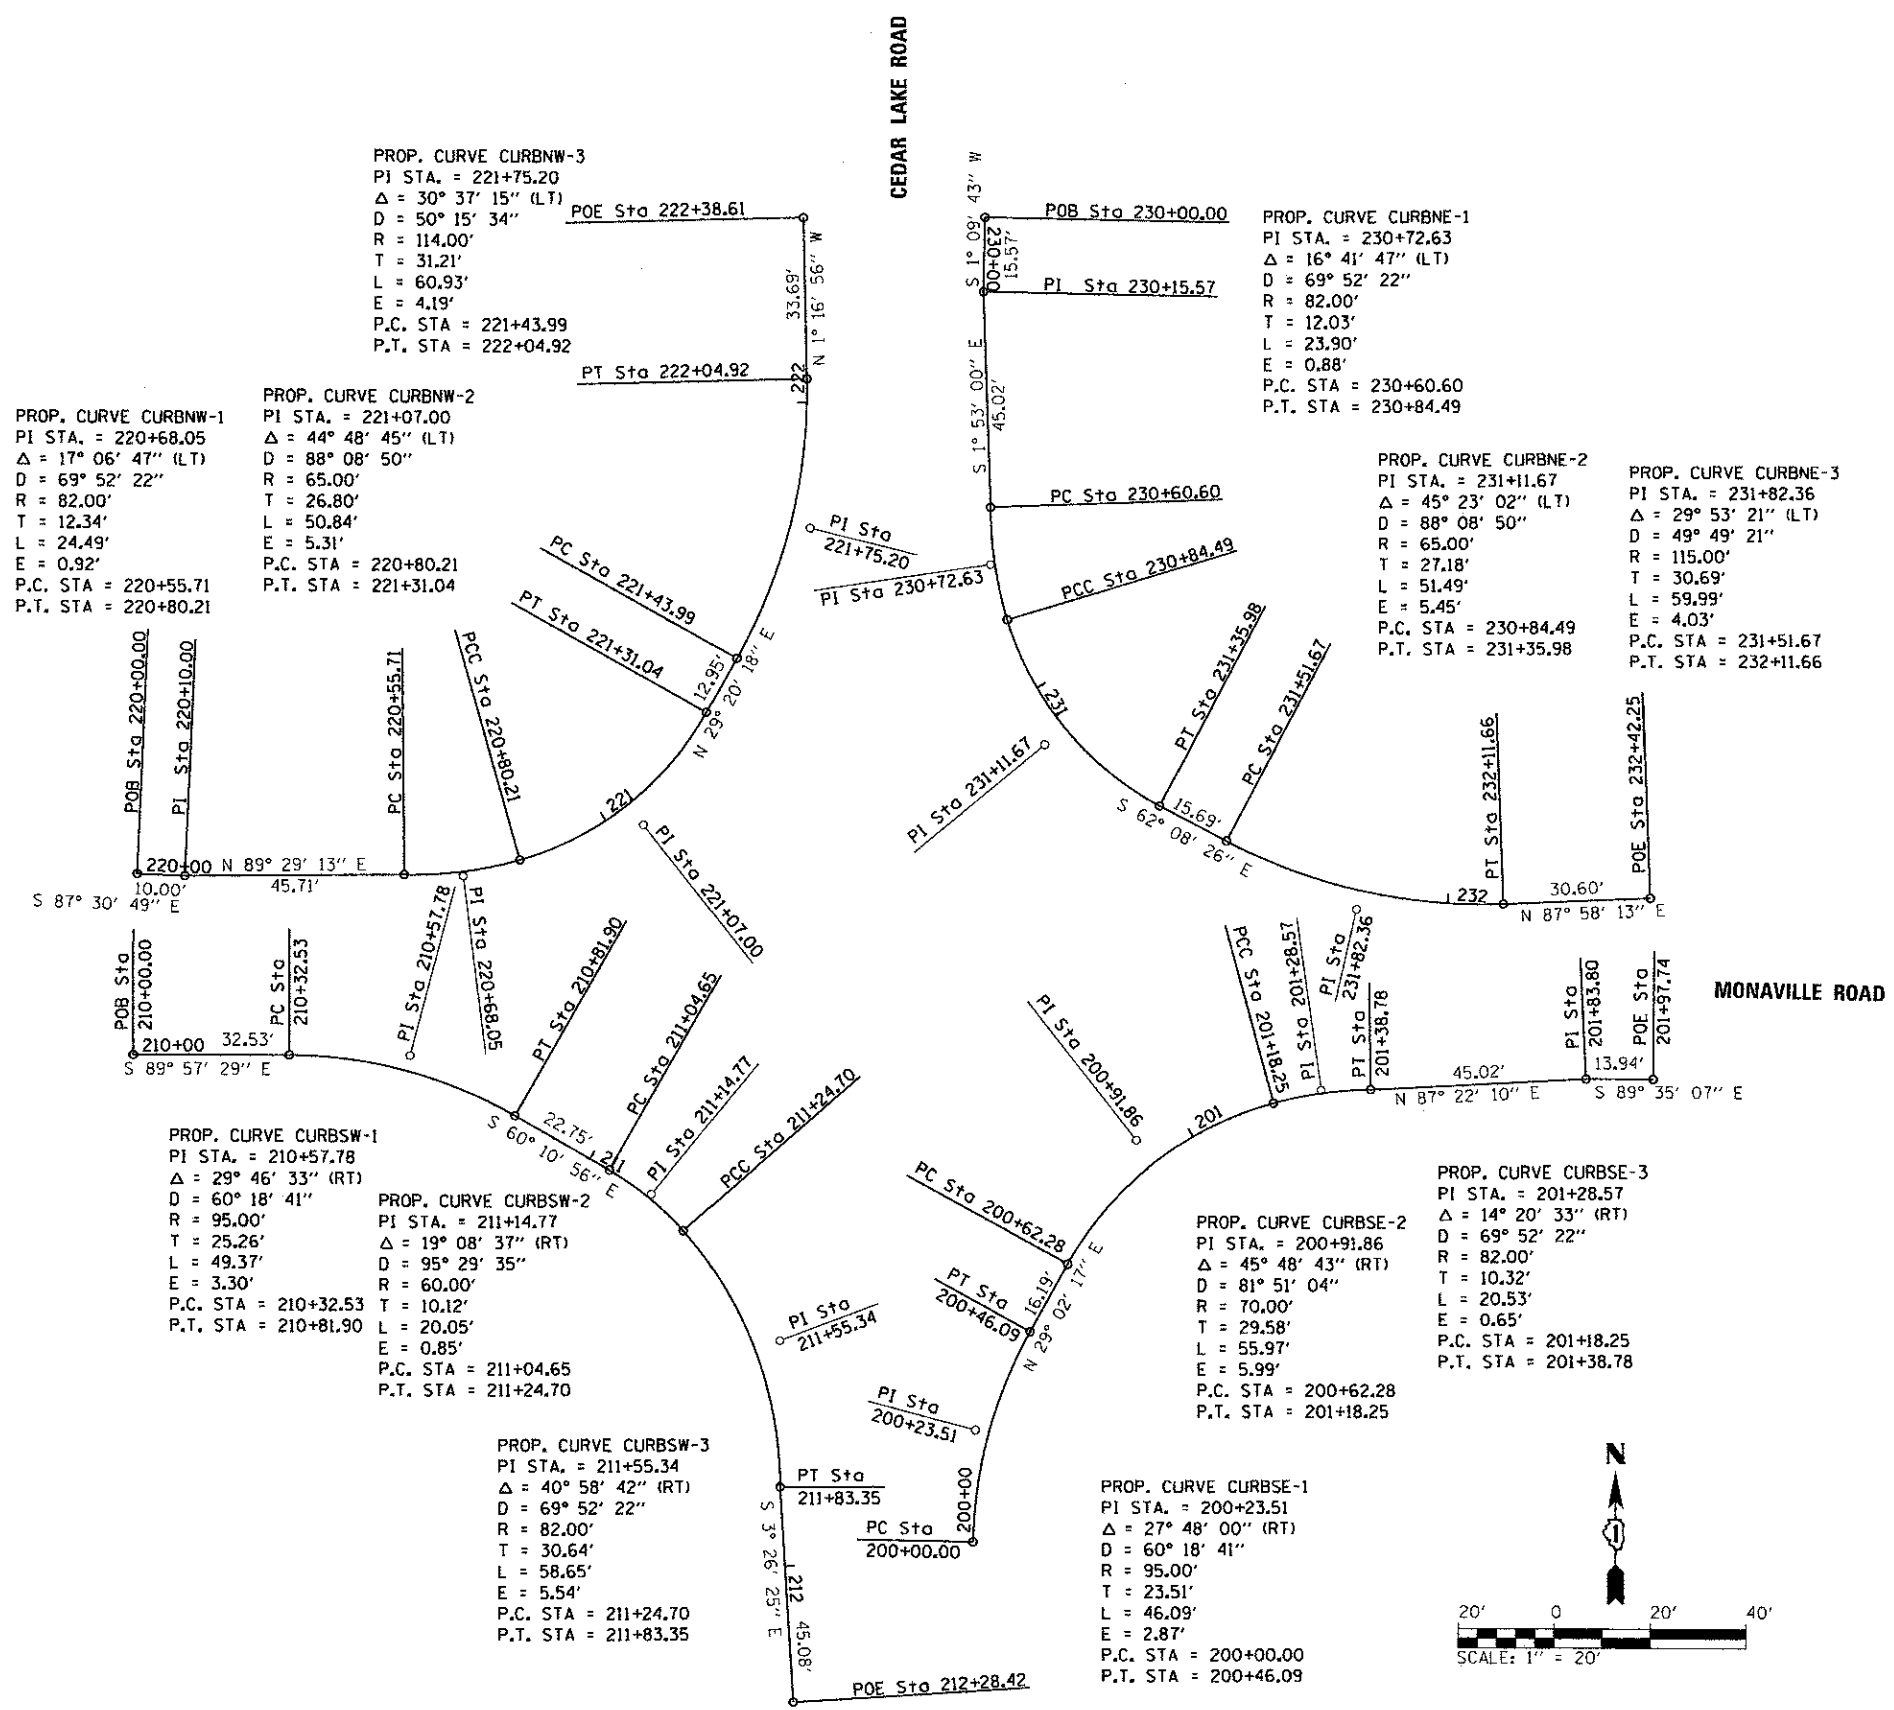 CEDAR LAKE ROAD
PROP. CURVE CURBNW-3
PI STA. = 221+75.20
Δ = 30° 37′ 15″ (LT)
D = 50° 15′ 34″
R = 114.00′
T = 31.21′
L = 60.93′
E = 4.19′
P.C. STA = 221+43.99
P.T. STA = 222+04.92
POE Sta 222+38.61
33.69′
N 1° 16′ 56″ W
PT Sta 222+04.92
222
S 1° 09′ 43″ W
230+00
15.57′
POB Sta 230+00.00
PI Sta 230+15.57
S 1° 53′ 00″ E
45.02′
PROP. CURVE CURBNE-1
PI STA. = 230+72.63
Δ = 16° 41′ 47″ (LT)
D = 69° 52′ 22″
R = 82.00′
T = 12.03′
L = 23.90′
E = 0.88′
P.C. STA = 230+60.60
P.T. STA = 230+84.49
PROP. CURVE CURBNW-1
PI STA. = 220+68.05
Δ = 17° 06′ 47″ (LT)
D = 69° 52′ 22″
R = 82.00′
T = 12.34′
L = 24.49′
E = 0.92′
P.C. STA = 220+55.71
P.T. STA = 220+80.21
PROP. CURVE CURBNW-2
PI STA. = 221+07.00
Δ = 44° 48′ 45″ (LT)
D = 88° 08′ 50″
R = 65.00′
T = 26.80′
L = 50.84′
E = 5.31′
P.C. STA = 220+80.21
P.T. STA = 221+31.04
PROP. CURVE CURBNE-2
PI STA. = 231+11.67
Δ = 45° 23′ 02″ (LT)
D = 88° 08′ 50″
R = 65.00′
T = 27.18′
L = 51.49′
E = 5.45′
P.C. STA = 230+84.49
P.T. STA = 231+35.98
PROP. CURVE CURBNE-3
PI STA. = 231+82.36
Δ = 29° 53′ 21″ (LT)
D = 49° 49′ 21″
R = 115.00′
T = 30.69′
L = 59.99′
E = 4.03′
P.C. STA = 231+51.67
P.T. STA = 232+11.66
PC Sta 230+60.60
PI Sta
221+75.20
PI Sta 230+72.63
PCC Sta 230+84.49
PC Sta 221+43.99
PT Sta 221+31.04
12.95′
N 29° 20′ 18″ E
POB Sta 220+00.00
PI Sta 220+10.00
PC Sta 220+55.71
PCC Sta 220+80.21
221
231
PI Sta 231+11.67
PT Sta 231+35.98
PC Sta 231+51.67
15.69′
S 62° 08′ 26″ E
PT Sta 232+11.66
POE Sta 232+42.25
220+00
N 89° 29′ 13″ E
10.00′
45.71′
S 87° 30′ 49″ E
232
30.60′
N 87° 58′ 13″ E
PI Sta 221+07.00
PI Sta 210+57.78
PI Sta 220+68.05
POB Sta
210+00.00
PC Sta
210+32.53
210+00
32.53′
S 89° 57′ 29″ E
PT Sta 210+81.90
PC Sta 211+04.65
PI Sta 211+14.77
PCC Sta 211+24.70
22.75′
211
S 60° 10′ 56″ E
PI Sta 200+91.86
PCC Sta 201+18.25
PI Sta 201+28.57
PI Sta
231+82.36
PT Sta
201+38.78
PI Sta
201+83.80
POE Sta
201+97.74
MONAVILLE ROAD
201
45.02′
N 87° 22′ 10″ E
13.94′
S 89° 35′ 07″ E
PROP. CURVE CURBSW-1
PI STA. = 210+57.78
Δ = 29° 46′ 33″ (RT)
D = 60° 18′ 41″
R = 95.00′
T = 25.26′
L = 49.37′
E = 3.30′
P.C. STA = 210+32.53
P.T. STA = 210+81.90
PROP. CURVE CURBSW-2
PI STA. = 211+14.77
Δ = 19° 08′ 37″ (RT)
D = 95° 29′ 35″
R = 60.00′
T = 10.12′
L = 20.05′
E = 0.85′
P.C. STA = 211+04.65
P.T. STA = 211+24.70
PC Sta 200+62.28
PT Sta
200+46.09
16.19′
N 29° 02′ 17″ E
PI Sta
211+55.34
PI Sta
200+23.51
PROP. CURVE CURBSE-2
PI STA. = 200+91.86
Δ = 45° 48′ 43″ (RT)
D = 81° 51′ 04″
R = 70.00′
T = 29.58′
L = 55.97′
E = 5.99′
P.C. STA = 200+62.28
P.T. STA = 201+18.25
PROP. CURVE CURBSE-3
PI STA. = 201+28.57
Δ = 14° 20′ 33″ (RT)
D = 69° 52′ 22″
R = 82.00′
T = 10.32′
L = 20.53′
E = 0.65′
P.C. STA = 201+18.25
P.T. STA = 201+38.78
PROP. CURVE CURBSW-3
PI STA. = 211+55.34
Δ = 40° 58′ 42″ (RT)
D = 69° 52′ 22″
R = 82.00′
T = 30.64′
L = 58.65′
E = 5.54′
P.C. STA = 211+24.70
P.T. STA = 211+83.35
PT Sta
211+83.35
PC Sta
200+00.00
200+00
S 3° 26′ 25″ E
212
45.08′
POE Sta 212+28.42
PROP. CURVE CURBSE-1
PI STA. = 200+23.51
Δ = 27° 48′ 00″ (RT)
D = 60° 18′ 41″
R = 95.00′
T = 23.51′
L = 46.09′
E = 2.87′
P.C. STA = 200+00.00
P.T. STA = 200+46.09
N
1
20′ 0 20′ 40′
SCALE: 1″ = 20′